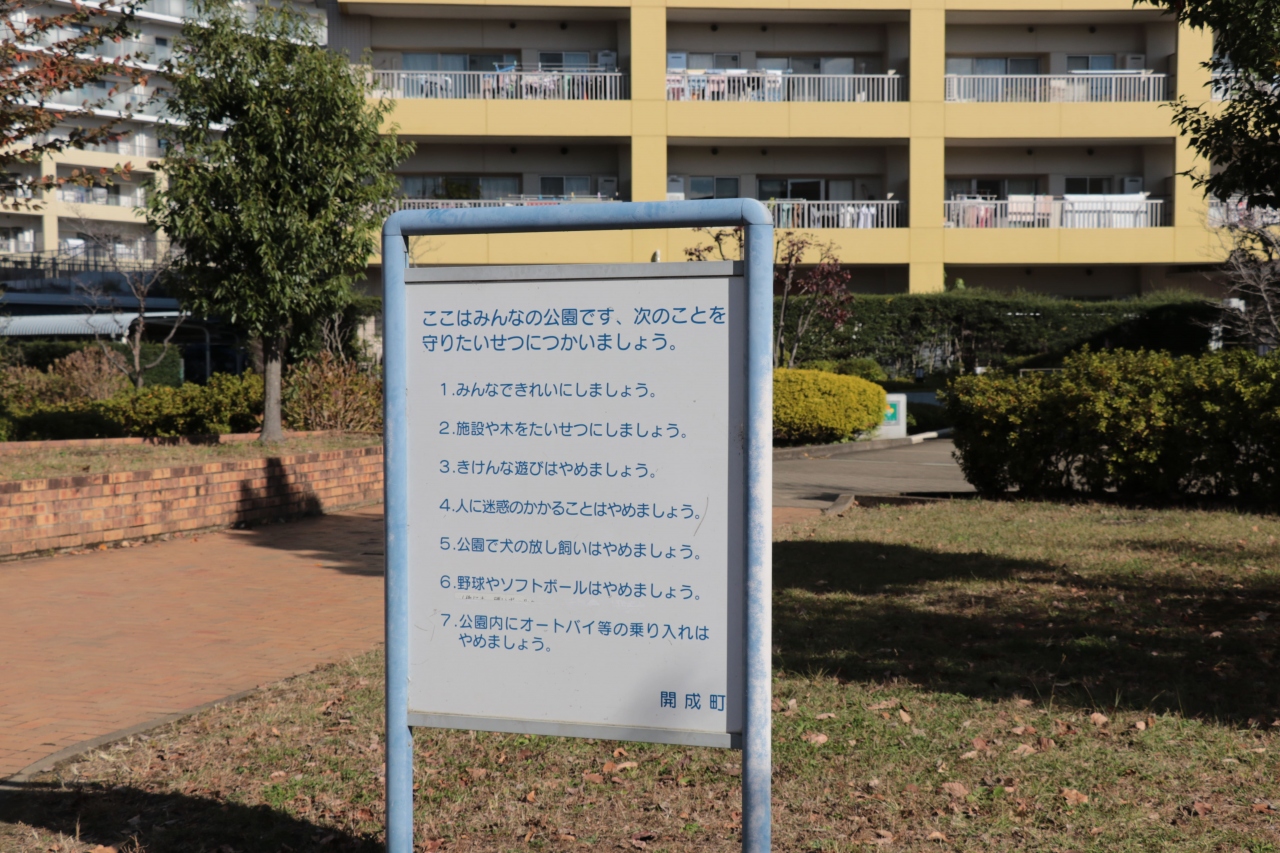 ここはみんなの公園です、次のことを
守りたいせつにつかいましょう。
1.みんなできれいにしましょう。
2.施設や木をたいせつにしましょう。
3.きけんな遊びはやめましょう。
4.人に迷惑のかかることはやめましょう。
5.公園で犬の放し飼いはやめましょう。
6.野球やソフトボールはやめましょう。
7.公園内にオートバイ等の乗り入れは
やめましょう。
開成町